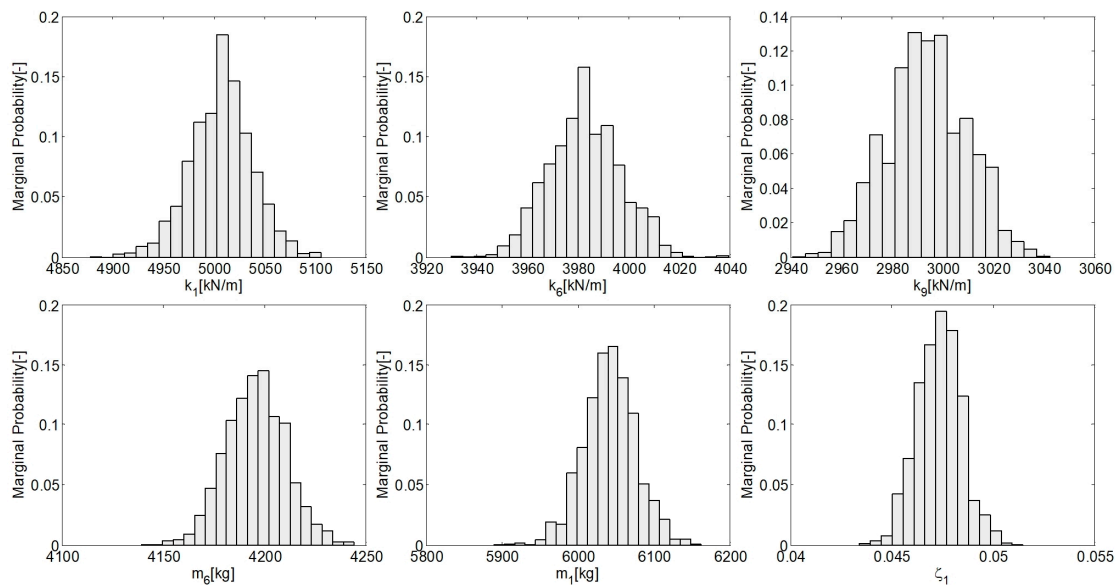 0.2
0.15
0.1
0.05
0
4850 4900 4950 5000 5050 5100 5150
k1[kN/m]
Marginal Probability[-]
0.2
0.15
0.1
0.05
0
3920 3940 3960 3980 4000 4020 4040
k6[kN/m]
Marginal Probability[-]
0.14
0.12
0.1
0.08
0.06
0.04
0.02
0
2940 2960 2980 3000 3020 3040 3060
k9[kN/m]
Marginal Probability[-]
0.2
0.15
0.1
0.05
0
4100 4150 4200 4250
m6[kg]
Marginal Probability[-]
0.2
0.15
0.1
0.05
0
5800 5900 6000 6100 6200
m1[kg]
Marginal Probability[-]
0.2
0.15
0.1
0.05
0
0.04 0.045 0.05 0.055
ζ1
Marginal Probability[-]